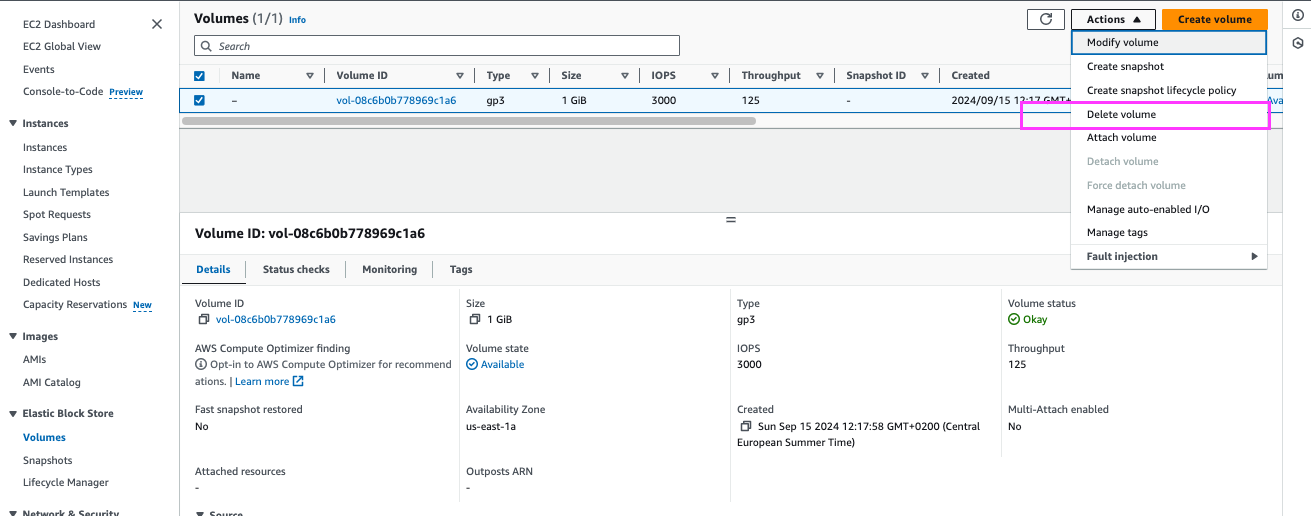 EC2 Dashboard
EC2 Global View
Events
Console-to-Code Preview
Instances
Instances
Instance Types
Launch Templates
Spot Requests
Savings Plans
Reserved Instances
Dedicated Hosts
Capacity Reservations New
Images
AMIs
AMI Catalog
Elastic Block Store
Volumes
Snapshots
Lifecycle Manager
Network & Security
Volumes (1/1) Info
Actions
Create volume
Search
Name Volume ID Type Size IOPS Throughput Snapshot ID Created
– vol-08c6b0b778969c1a6 gp3 1 GiB 3000 125 - 2024/09/15 12:17 GMT+
Modify volume
Create snapshot
Create snapshot lifecycle policy
Delete volume
Attach volume
Detach volume
Force detach volume
Manage auto-enabled I/O
Manage tags
Fault injection
Volume ID: vol-08c6b0b778969c1a6
Details Status checks Monitoring Tags
Volume ID
vol-08c6b0b778969c1a6
Size
1 GiB
Type
gp3
Volume status
Okay
AWS Compute Optimizer finding
Opt-in to AWS Compute Optimizer for recommend
ations. | Learn more
Volume state
Available
IOPS
3000
Throughput
125
Fast snapshot restored
No
Availability Zone
us-east-1a
Created
Sun Sep 15 2024 12:17:58 GMT+0200 (Central
European Summer Time)
Multi-Attach enabled
No
Attached resources
-
Outposts ARN
-
Source